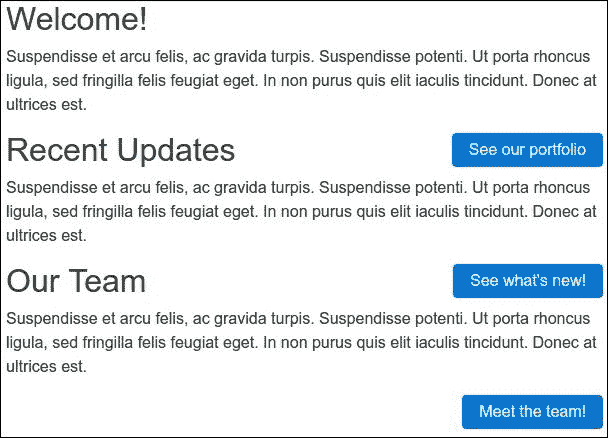 Welcome!
Suspendisse et arcu felis, ac gravida turpis. Suspendisse potenti. Ut porta rhoncus
ligula, sed fringilla felis feugiat eget. In non purus quis elit iaculis tincidunt. Donec at
ultrices est.
Recent Updates
See our portfolio
Suspendisse et arcu felis, ac gravida turpis. Suspendisse potenti. Ut porta rhoncus
ligula, sed fringilla felis feugiat eget. In non purus quis elit iaculis tincidunt. Donec at
ultrices est.
Our Team
See what's new!
Suspendisse et arcu felis, ac gravida turpis. Suspendisse potenti. Ut porta rhoncus
ligula, sed fringilla felis feugiat eget. In non purus quis elit iaculis tincidunt. Donec at
ultrices est.
Meet the team!